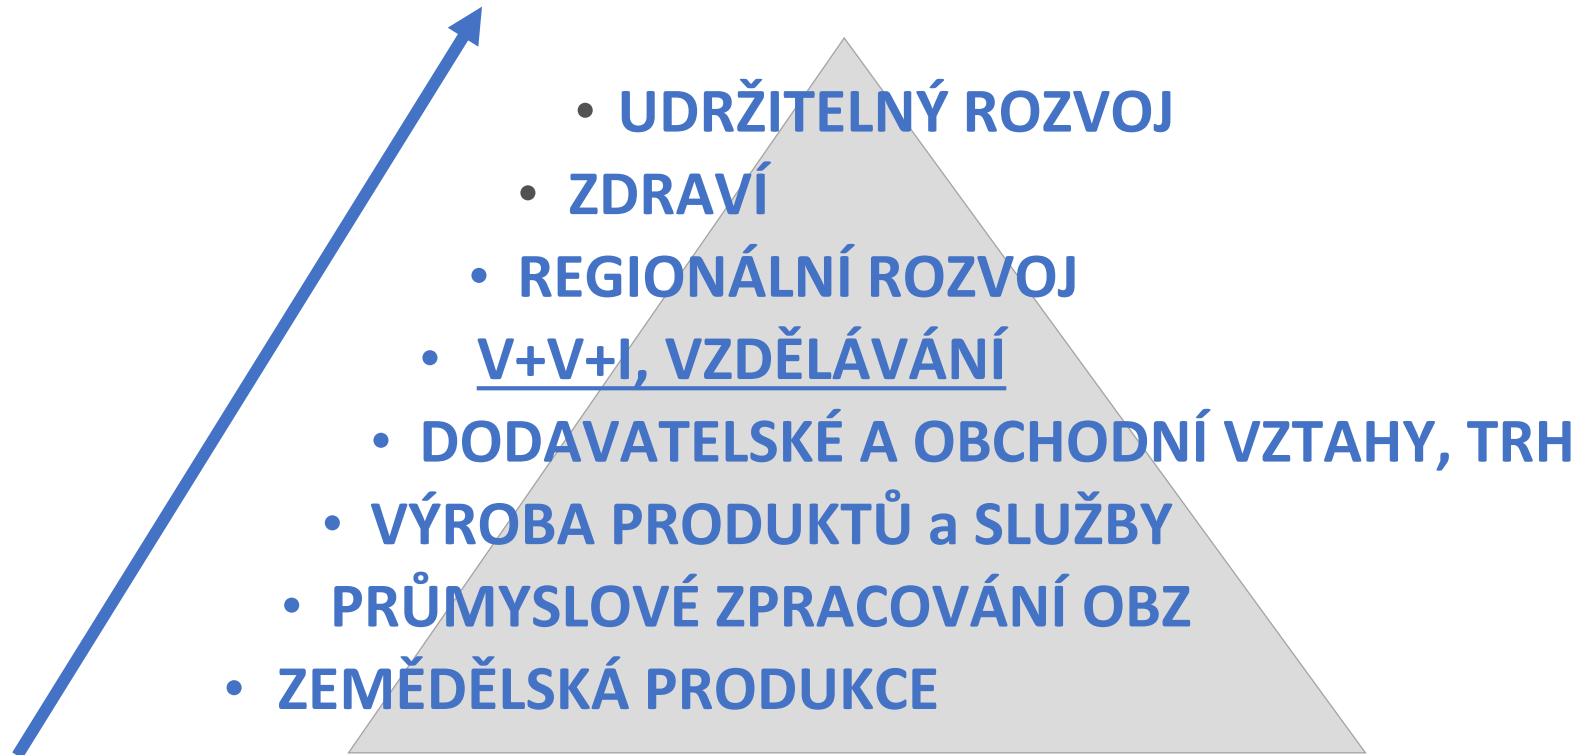 • UDRŽITELNÝ ROZVOJ
• ZDRAVÍ
• REGIONÁLNÍ ROZVOJ
• V+V+I, VZDĚLÁVÁNÍ
• DODAVATELSKÉ A OBCHODNÍ VZTAHY, TRH
• VÝROBA PRODUKTŮ a SLUŽBY
• PRŮMYSLOVÉ ZPRACOVÁNÍ OBZ
• ZEMĚDĚLSKÁ PRODUKCE